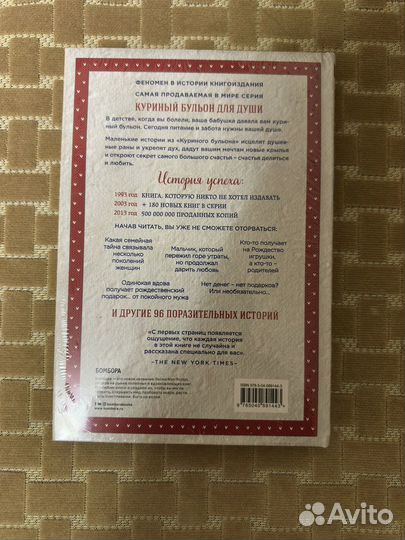 ФЕНОМЕН В ИСТОРИИ КНИГОИЗДАНИЯ
САМАЯ ПРОДАВАЕМАЯ В МИРЕ СЕРИЯ
КУРИНЫЙ БУЛЬОН ДЛЯ ДУШИ
В детстве, когда вы болели, ваша бабушка давала вам кури-
ный бульон. Сегодня питание и забота нужны вашей душе.
Маленькие истории из «Куриного бульона» исцелят душев-
ные раны и укрепят дух, дадут вашим мечтам новые крылья
и откроют секрет самого большого счастья – счастья делиться
и любить.
История успеха:
1993 год КНИГА, КОТОРУЮ НИКТО НЕ ХОТЕЛ ИЗДАВАТЬ
2003 год + 180 НОВЫХ КНИГ В СЕРИИ
2013 год 500 000 000 ПРОДАННЫХ КОПИЙ
НАЧАВ ЧИТАТЬ, ВЫ УЖЕ НЕ СМОЖЕТЕ ОТОРВАТЬСЯ:
Какая семейная
тайна связывала
несколько
поколений
женщин
Мальчик, который
пережил горе утраты,
но продолжал
дарить любовь
Кто-то получает
на Рождество
игрушки,
а кто-то –
родителей
Одинокая вдова
получает рождественский
подарок... от покойного мужа
Нет денег – нет подарков?
Или необязательно...
И ДРУГИЕ 96 ПОРАЗИТЕЛЬНЫХ ИСТОРИЙ
«С первых страниц появляется
ощущение, что каждая история
в этой книге не случайна и
рассказана специально для вас».
–THE NEW YORK TIMES–
БОМБОРА
Avito